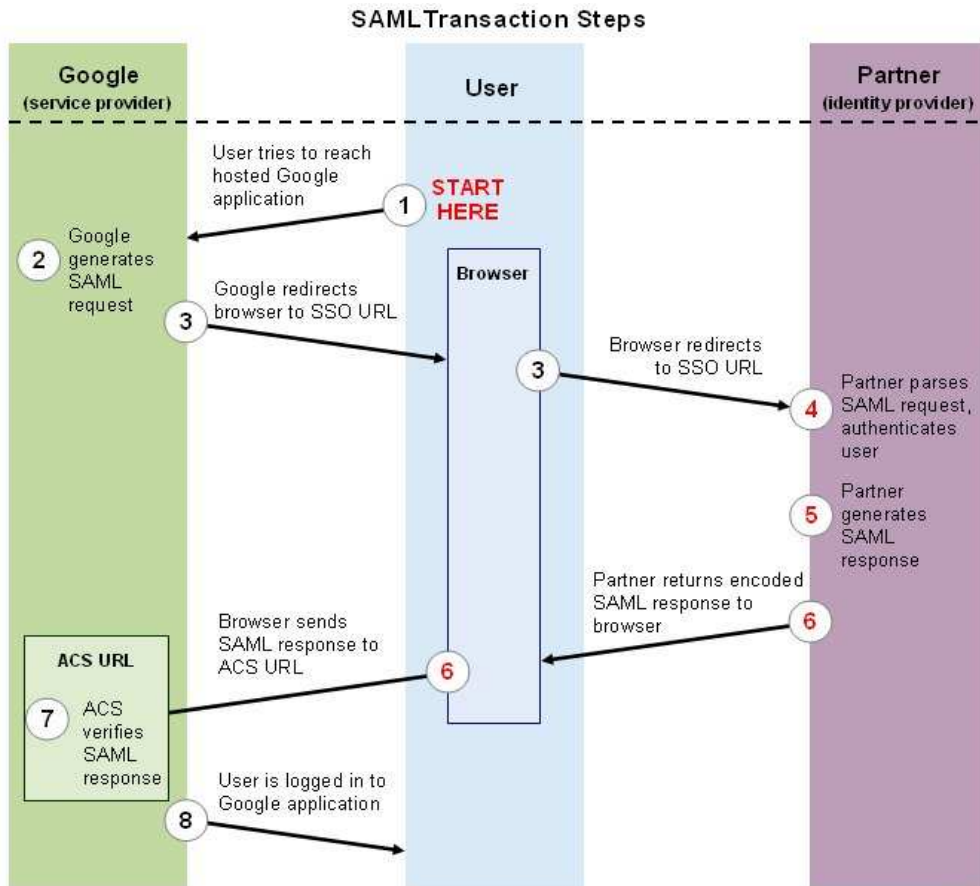 SAML Transaction Steps
Google
(service provider)
User
Partner
(identity provider)
User tries to reach
hosted Google
application
1
START
HERE
2
Google
generates
SAML
request
Browser
3
Google redirects
browser to SSO URL
3
Browser redirects
to SSO URL
4
Partner parses
SAML request,
authenticates
user
5
Partner
generates
SAML
response
Partner returns encoded
SAML response to
browser
6
Browser sends
SAML response to
ACS URL
6
ACS URL
7
ACS
verifies
SAML
response
User is logged in to
Google application
8